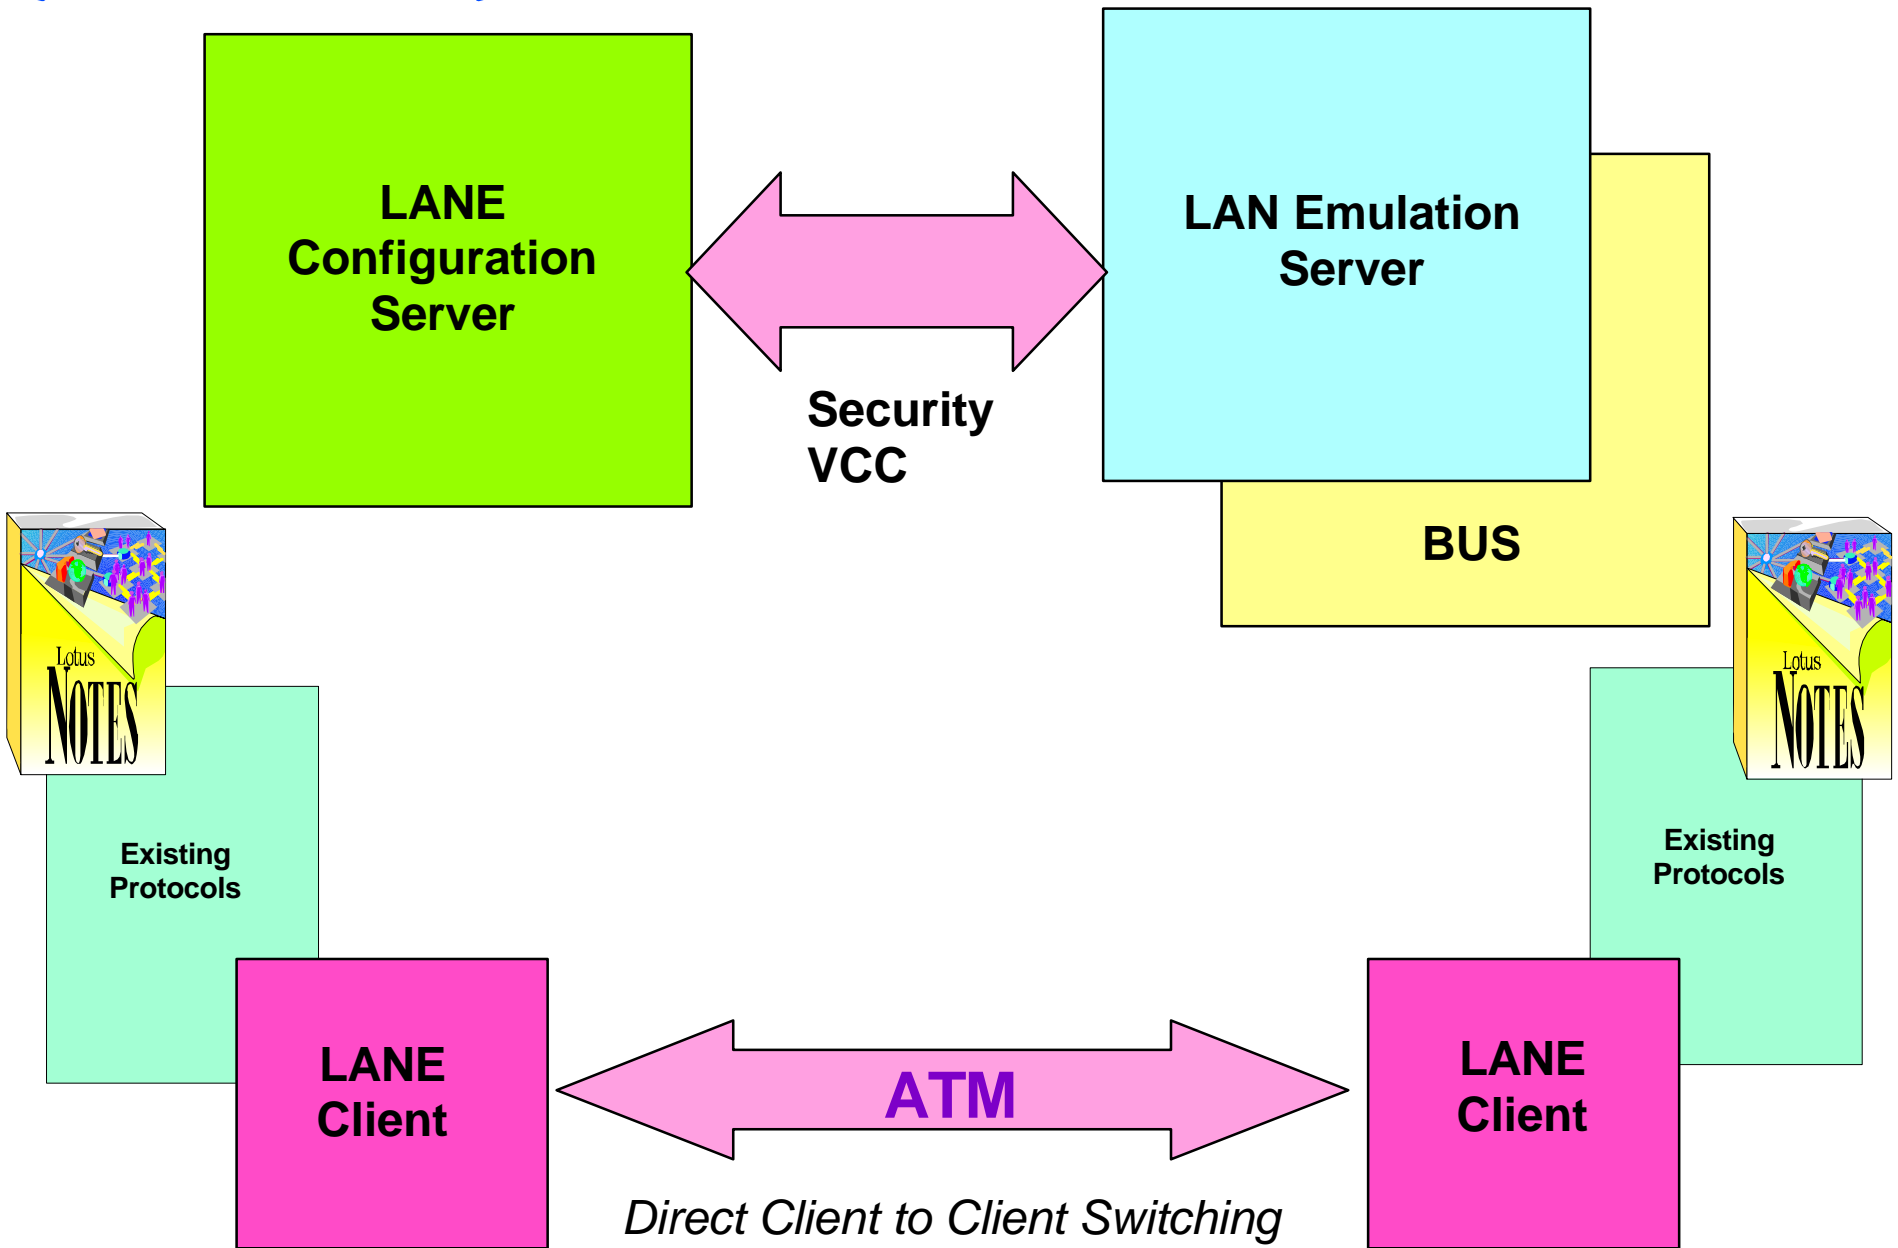 LANE
Configuration
Server
LAN Emulation
Server
Security
VCC
BUS
Lotus
NOTES
Lotus
NOTES
Existing
Protocols
Existing
Protocols
LANE
Client
ATM
LANE
Client
Direct Client to Client Switching